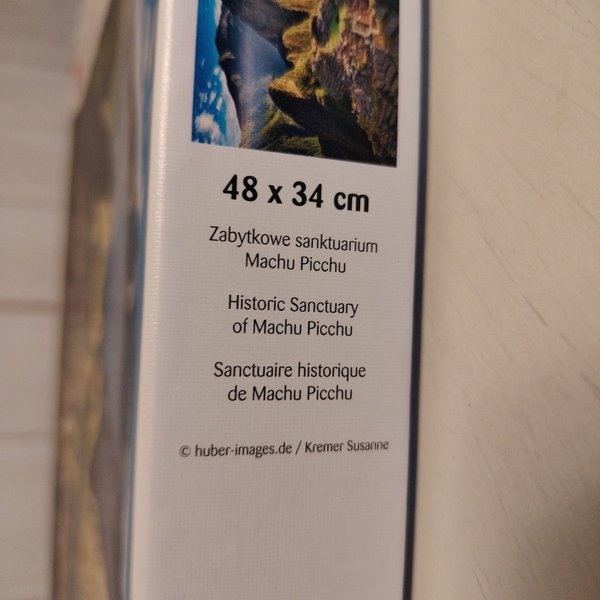 48 x 34 cm
Zabytkowe sanktuarium
Machu Picchu
Historic Sanctuary
of Machu Picchu
Sanctuaire historique
de Machu Picchu
© huber-images.de / Kremer Susanne